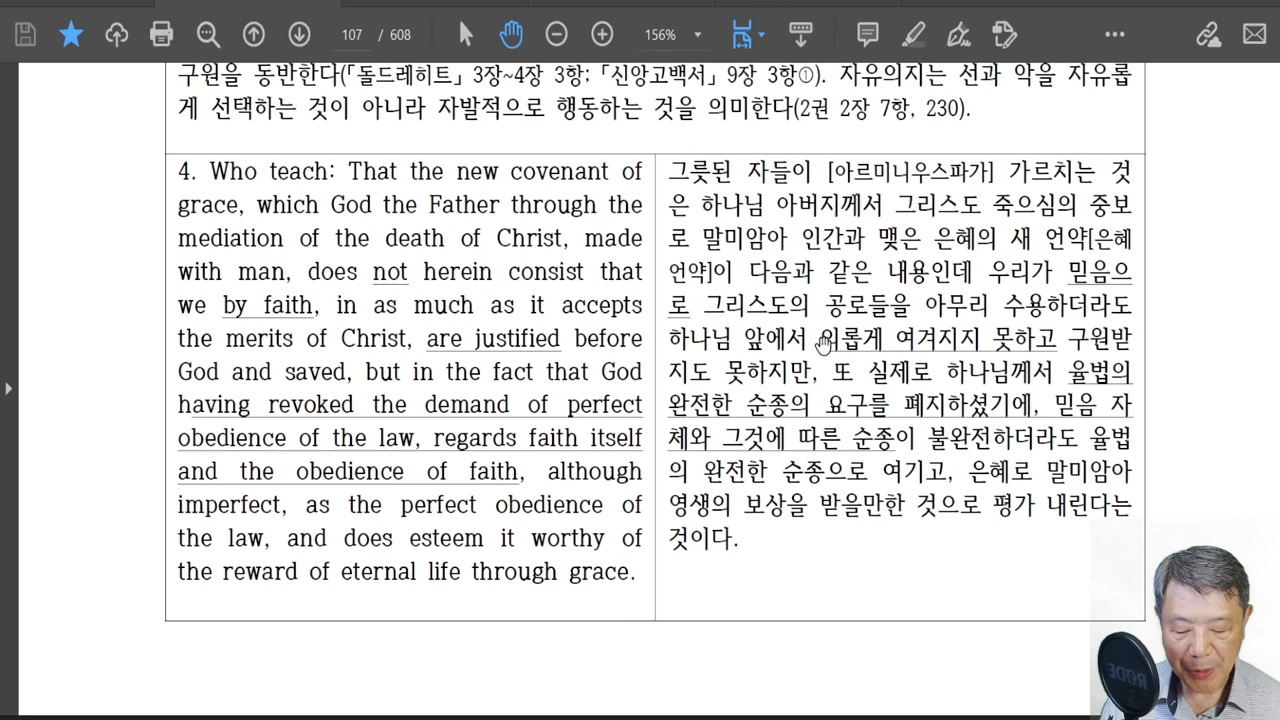 107 / 608
156%
구원을 동반한다(「돌드레히트」 3장~4장 3항; 「신앙고백서」 9장 3항①). 자유의지는 선과 악을 자유롭
게 선택하는 것이 아니라 자발적으로 행동하는 것을 의미한다(2권 2장 7항, 230).
4. Who teach: That the new covenant of
grace, which God the Father through the
mediation of the death of Christ, made
with man, does not herein consist that
we by faith, in as much as it accepts
the merits of Christ, are justified before
God and saved, but in the fact that God
having revoked the demand of perfect
obedience of the law, regards faith itself
and the obedience of faith, although
imperfect, as the perfect obedience of
the law, and does esteem it worthy of
the reward of eternal life through grace.
그릇된 자들이 [아르미니우스파가] 가르치는 것
은 하나님 아버지께서 그리스도 죽으심의 중보
로 말미암아 인간과 맺은 은혜의 새 언약[은혜
언약]이 다음과 같은 내용인데 우리가 믿음으
로 그리스도의 공로들을 아무리 수용하더라도
하나님 앞에서 의롭게 여겨지지 못하고 구원받
지도 못하지만, 또 실제로 하나님께서 율법의
완전한 순종의 요구를 폐지하셨기에, 믿음 자
체와 그것에 따른 순종이 불완전하더라도 율법
의 완전한 순종으로 여기고, 은혜로 말미암아
영생의 보상을 받을만한 것으로 평가 내린다는
것이다.
RØDE